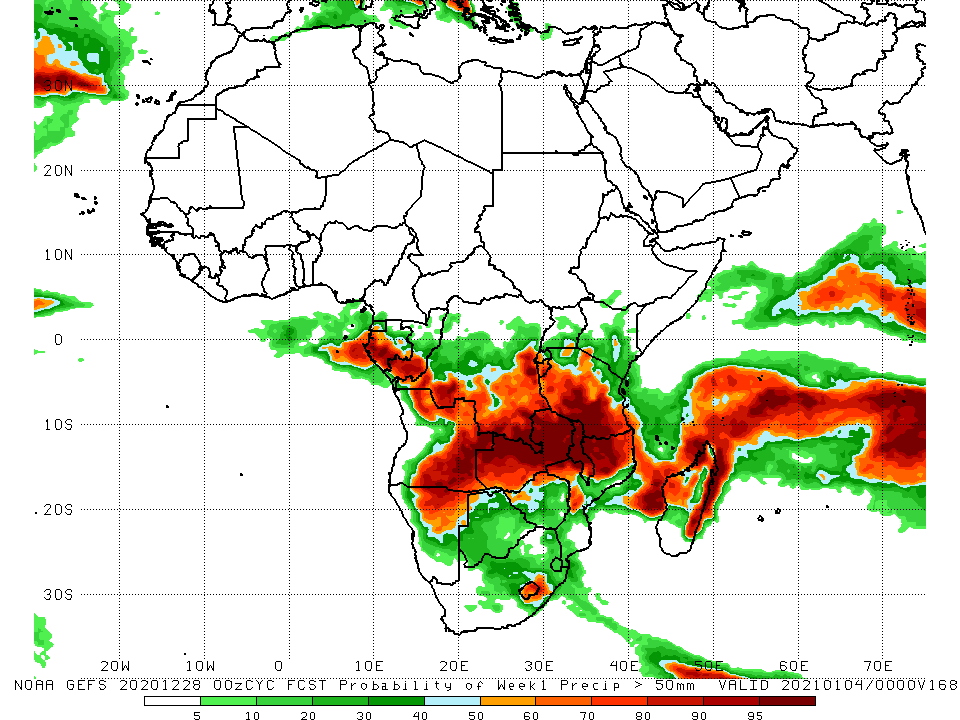 30N
20N
10N
0
10S
20S
30S
20W 10W 0 10E 20E 30E 40E 50E 60E 70E
NOAA GEFS 20201228 00zCYC FCST Probability of Week1 Precip > 50mm VALID 20210104/0000V168
5 10 20 30 40 50 60 70 80 90 95